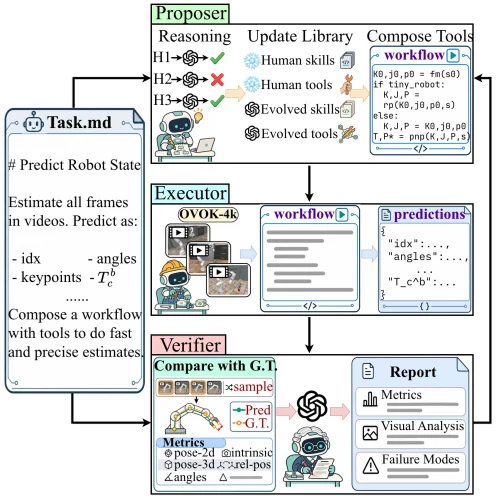 Proposer
Reasoning
H1
H2
H3
Update Library
Human skills
Human tools
Evolved skills
Evolved tools
Compose Tools
workflow
K0,j0,p0 = fm(s0)
if tiny_robot:
K,J,P =
rp(K0,j0,p0,s)
else:
K,J,P = K0,j0,p0
T,P* = pnp(K,J,P,s)
</>
Task.md
# Predict Robot State
Estimate all frames
in videos. Predict as:
- idx - angles
- keypoints - T_c^b
......
Compose a workflow
with tools to do fast
and precise estimates.
Executor
OVOK-4k
workflow
</>
predictions
{
"idx":...,
"angles":...,
...
"T_c^b":...
}
{ }
Verifier
Compare with G.T.
sample
Pred
G.T.
Metrics
pose-2d intrinsic
pose-3d rel-pos
angles
Report
Metrics
Visual Analysis
Failure Modes